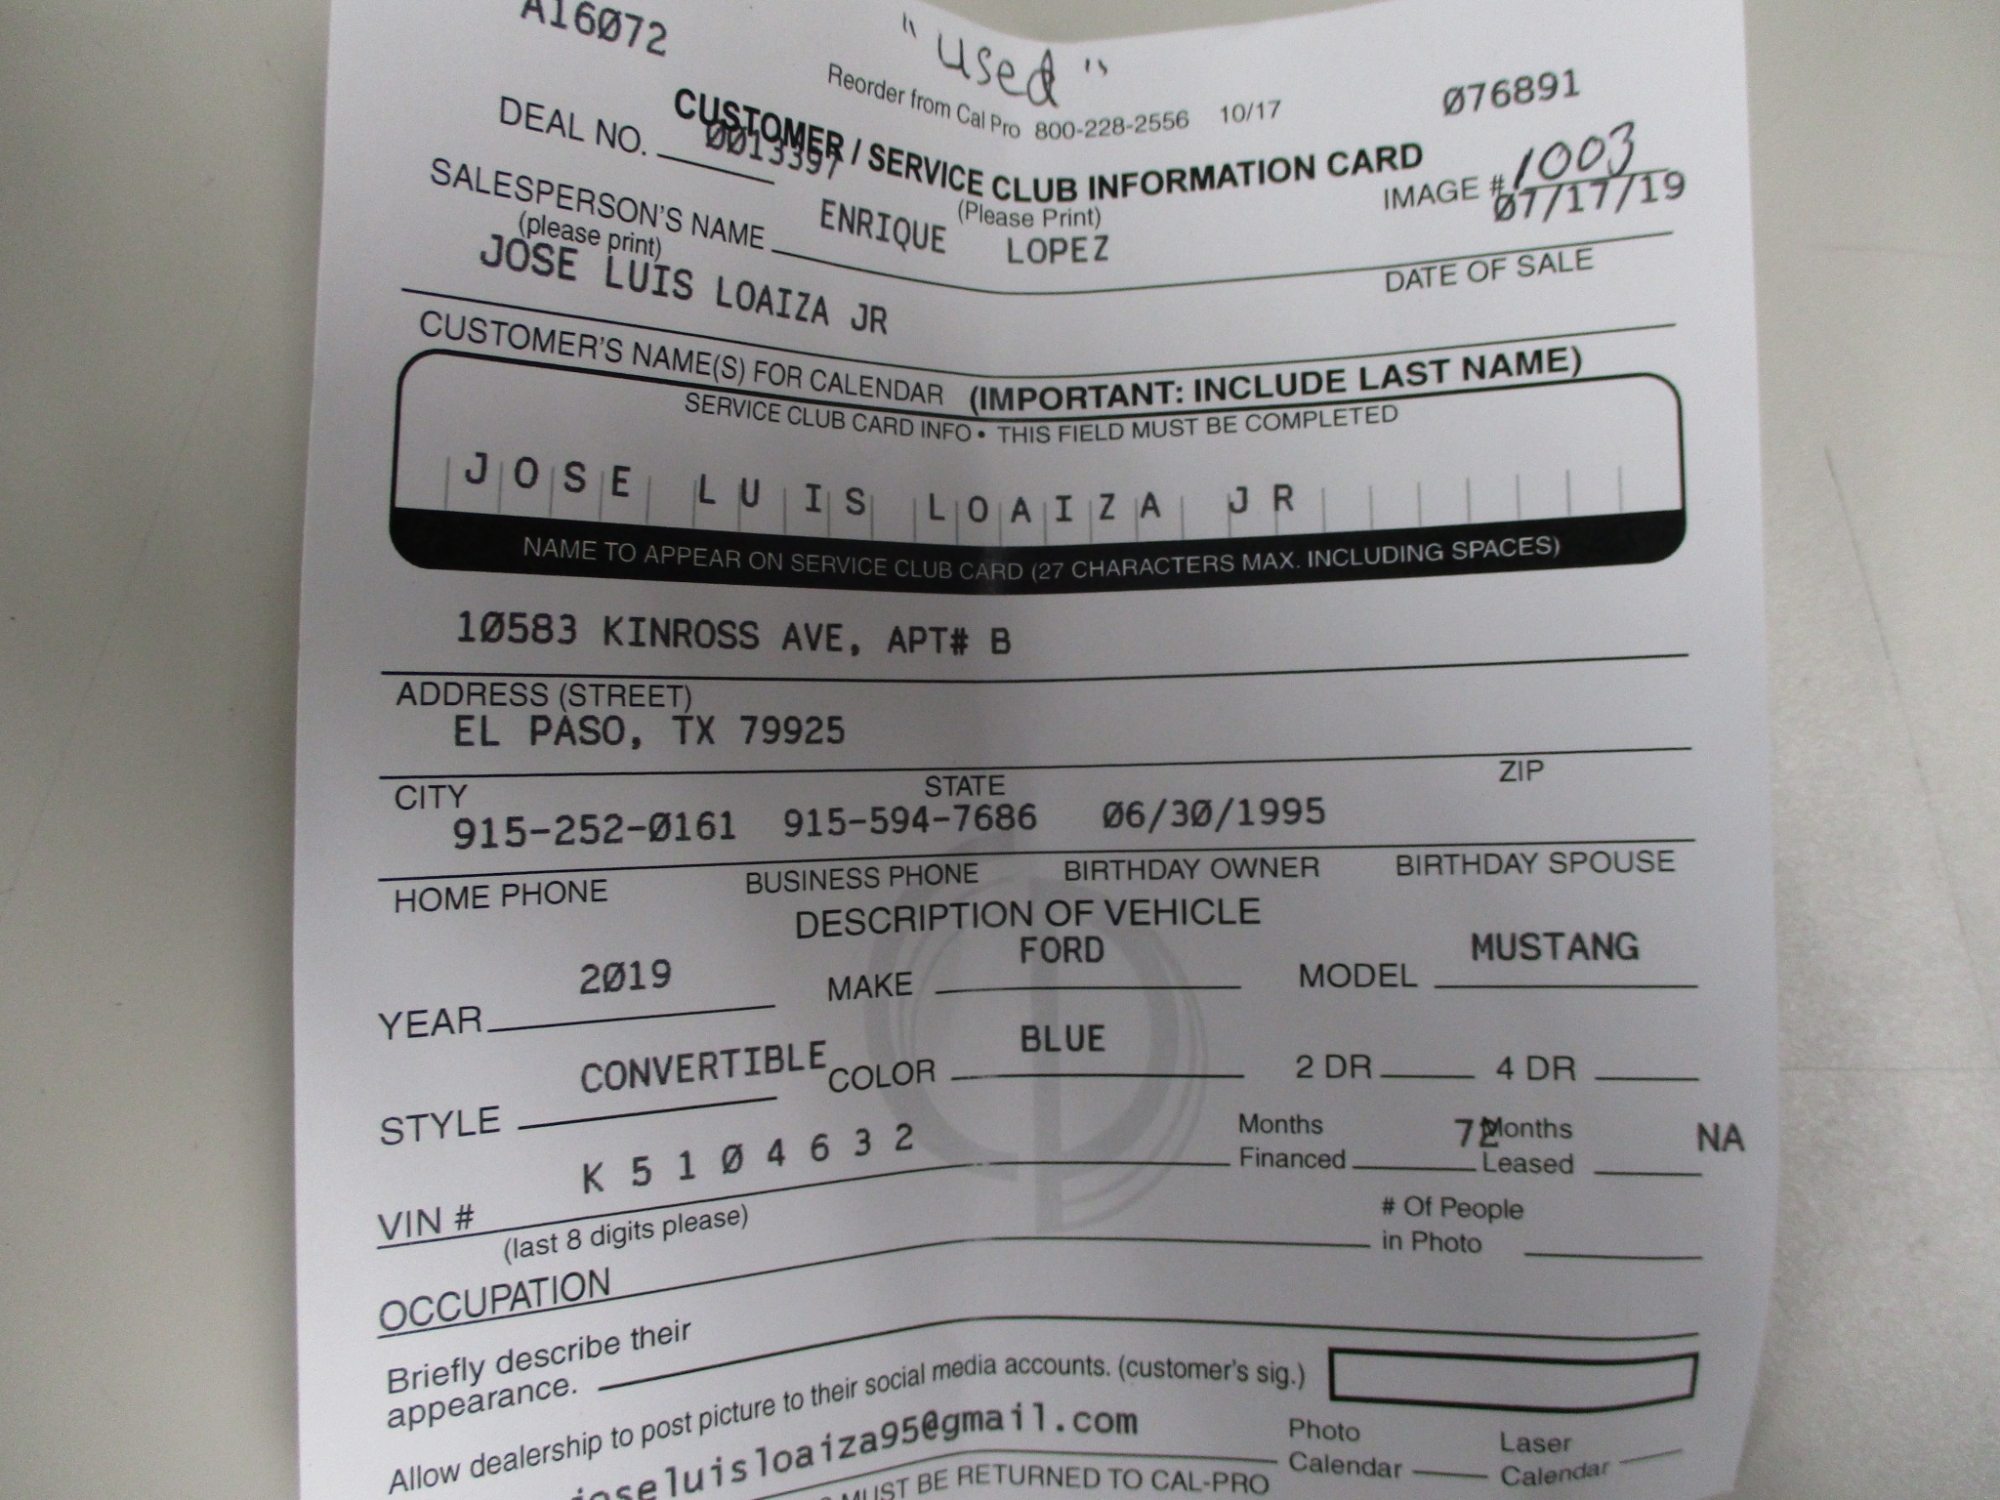 A16072
"used"
Reorder from Cal Pro 800-228-2556 10/17
076891
CUSTOMER / SERVICE CLUB INFORMATION CARD
(Please Print)
DEAL NO. 0013397
IMAGE # 1003
SALESPERSON'S NAME ENRIQUE LOPEZ
(please print)
07/17/19
DATE OF SALE
JOSE LUIS LOAIZA JR
CUSTOMER'S NAME(S) FOR CALENDAR (IMPORTANT: INCLUDE LAST NAME)
SERVICE CLUB CARD INFO • THIS FIELD MUST BE COMPLETED
JOSE LUIS LOAIZA JR
NAME TO APPEAR ON SERVICE CLUB CARD (27 CHARACTERS MAX. INCLUDING SPACES)
10583 KINROSS AVE, APT# B
ADDRESS (STREET)
EL PASO, TX 79925
CITY STATE ZIP
915-252-0161 915-594-7686 06/30/1995
HOME PHONE BUSINESS PHONE BIRTHDAY OWNER BIRTHDAY SPOUSE
DESCRIPTION OF VEHICLE
YEAR 2019 MAKE FORD MODEL MUSTANG
STYLE CONVERTIBLE COLOR BLUE 2 DR 4 DR
VIN # K5104632 Months Financed 72 Months Leased NA
(last 8 digits please)
# Of People in Photo
OCCUPATION
Briefly describe their
appearance.
Allow dealership to post picture to their social media accounts. (customer's sig.)
joseluisloaiza95@gmail.com
Photo Calendar Laser Calendar
MUST BE RETURNED TO CAL-PRO